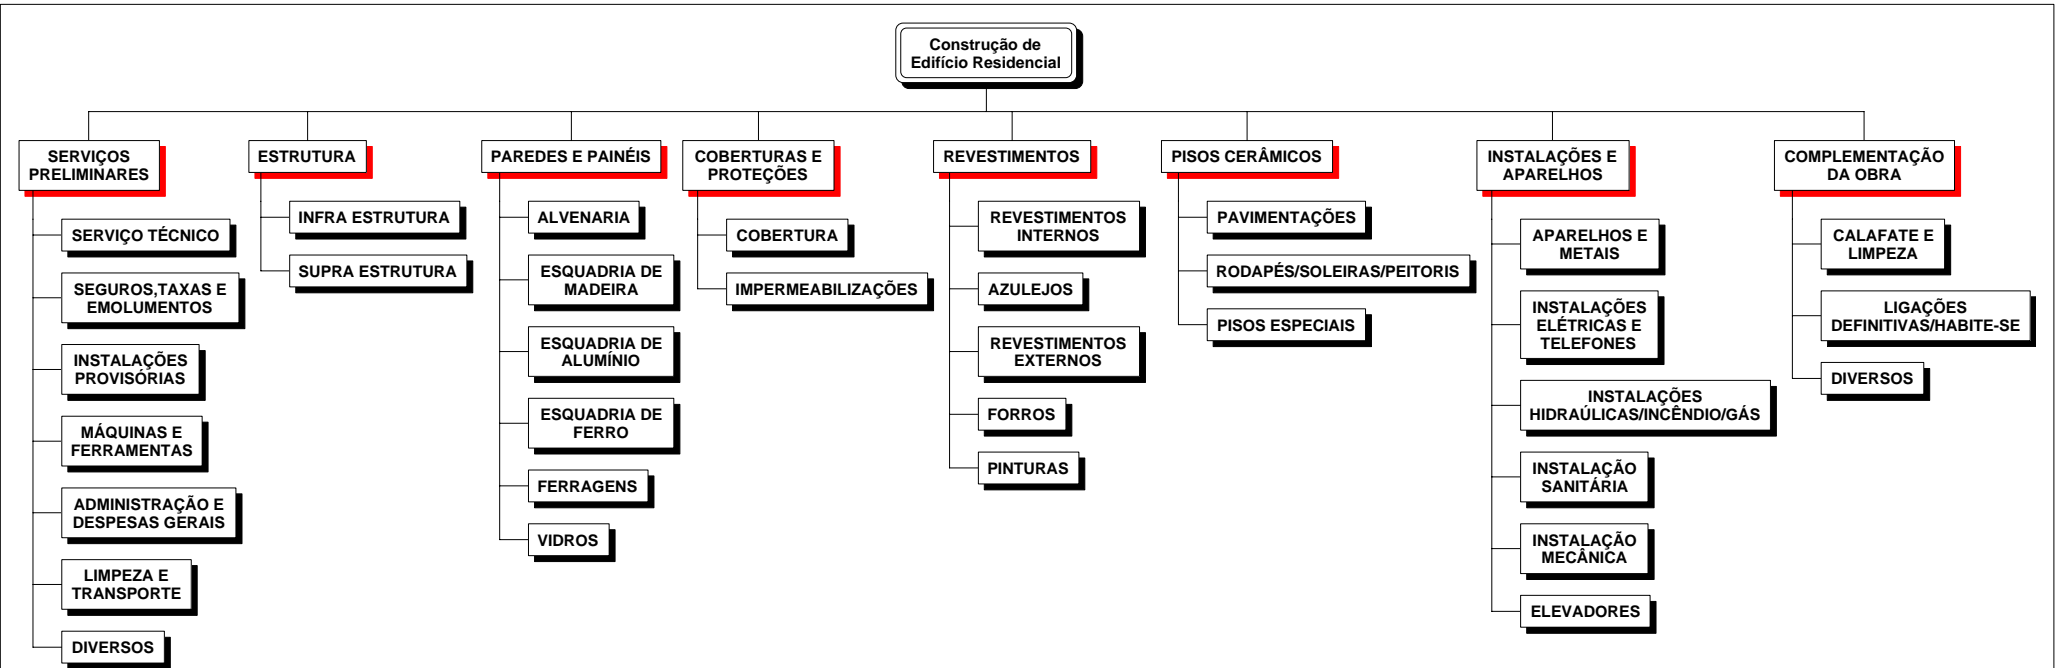 Construção de
Edifício Residencial
SERVIÇOS
PRELIMINARES
SERVIÇO TÉCNICO
SEGUROS,TAXAS E
EMOLUMENTOS
INSTALAÇÕES
PROVISÓRIAS
MÁQUINAS E
FERRAMENTAS
ADMINISTRAÇÃO E
DESPESAS GERAIS
LIMPEZA E
TRANSPORTE
DIVERSOS
ESTRUTURA
INFRA ESTRUTURA
SUPRA ESTRUTURA
PAREDES E PAINÉIS
ALVENARIA
ESQUADRIA DE
MADEIRA
ESQUADRIA DE
ALUMÍNIO
ESQUADRIA DE
FERRO
FERRAGENS
VIDROS
COBERTURAS E
PROTEÇÕES
COBERTURA
IMPERMEABILIZAÇÕES
REVESTIMENTOS
REVESTIMENTOS
INTERNOS
AZULEJOS
REVESTIMENTOS
EXTERNOS
FORROS
PINTURAS
PISOS CERÂMICOS
PAVIMENTAÇÕES
RODAPÉS/SOLEIRAS/PEITORIS
PISOS ESPECIAIS
INSTALAÇÕES E
APARELHOS
APARELHOS E
METAIS
INSTALAÇÕES
ELÉTRICAS E
TELEFONES
INSTALAÇÕES
HIDRAÚLICAS/INCÊNDIO/GÁS
INSTALAÇÃO
SANITÁRIA
INSTALAÇÃO
MECÂNICA
ELEVADORES
COMPLEMENTAÇÃO
DA OBRA
CALAFATE E
LIMPEZA
LIGAÇÕES
DEFINITIVAS/HABITE-SE
DIVERSOS